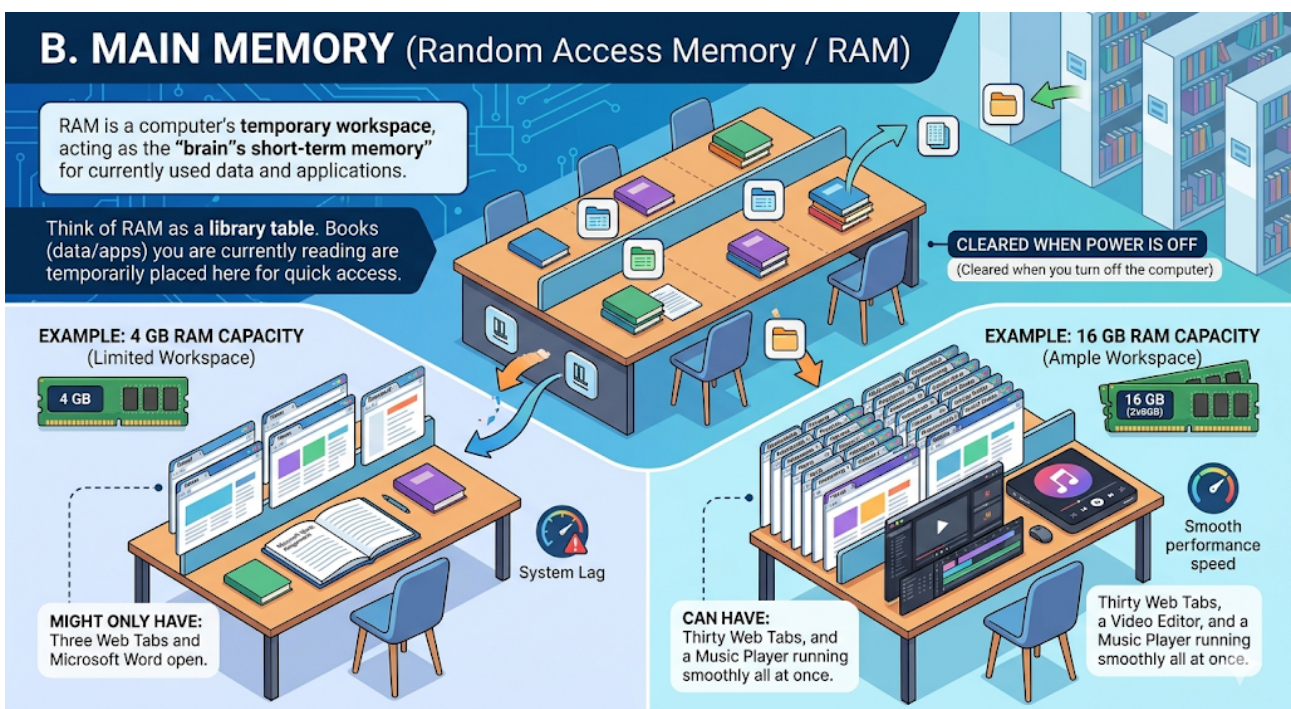 B. MAIN MEMORY (Random Access Memory / RAM)
RAM is a computer's temporary workspace,
acting as the "brain"s short-term memory"
for currently used data and applications.
Think of RAM as a library table. Books
(data/apps) you are currently reading are
temporarily placed here for quick access.
CLEARED WHEN POWER IS OFF
(Cleared when you turn off the computer)
EXAMPLE: 4 GB RAM CAPACITY
(Limited Workspace)
4 GB
System Lag
MIGHT ONLY HAVE:
Three Web Tabs and
Microsoft Word open.
EXAMPLE: 16 GB RAM CAPACITY
(Ample Workspace)
16 GB
Smooth
performance
speed
CAN HAVE:
Thirty Web Tabs, and
a Music Player running
smoothly all at once.
Thirty Web Tabs,
a Video Editor, and a
Music Player running
smoothly all at once.